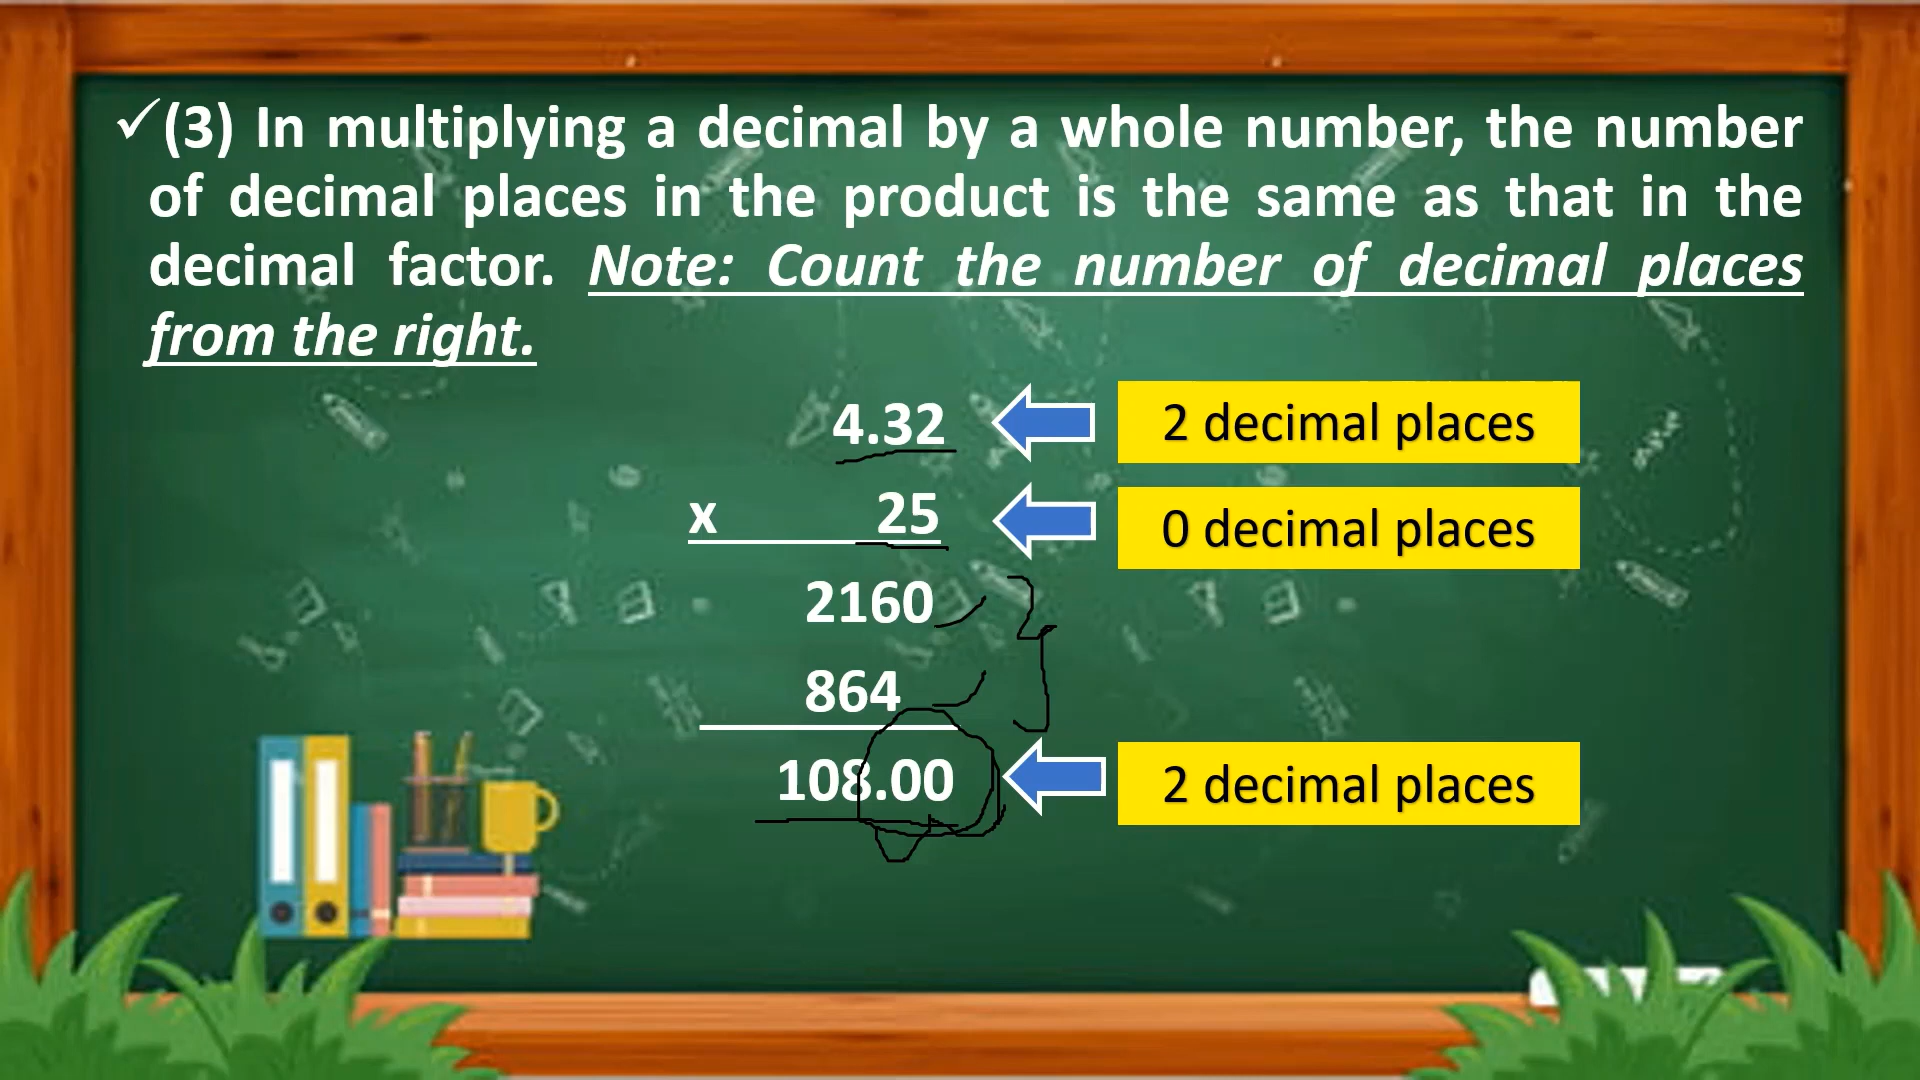 ✓(3) In multiplying a decimal by a whole number, the number
of decimal places in the product is the same as that in the
decimal factor. Note: Count the number of decimal places
from the right.
4.32 2 decimal places
x 25 0 decimal places
2160
864
108.00 2 decimal places